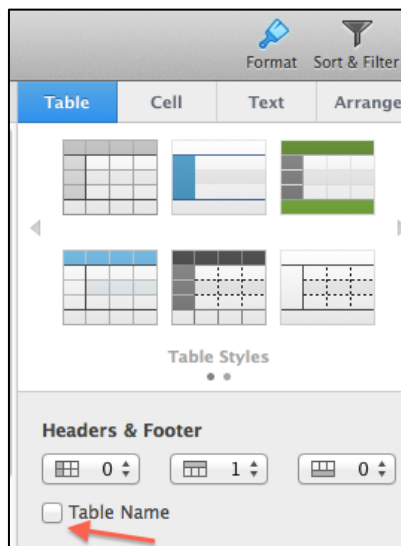 Format Sort & Filter
Table Cell Text Arrange
Table Styles
Headers & Footer
0 1 0
Table Name